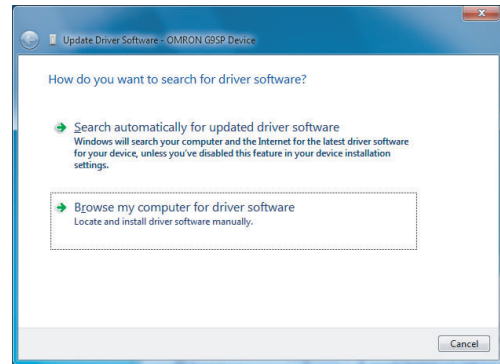 Update Driver Software - OMRON G9SP Device
How do you want to search for driver software?
Search automatically for updated driver software
Windows will search your computer and the Internet for the latest driver software
for your device, unless you've disabled this feature in your device installation
settings.
Browse my computer for driver software
Locate and install driver software manually.
Cancel